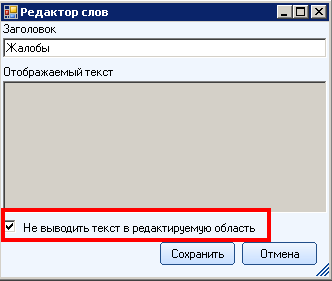 Редактор слов
Заголовок
Жалобы
Отображаемый текст
Не выводить текст в редактируемую область
Сохранить Отмена